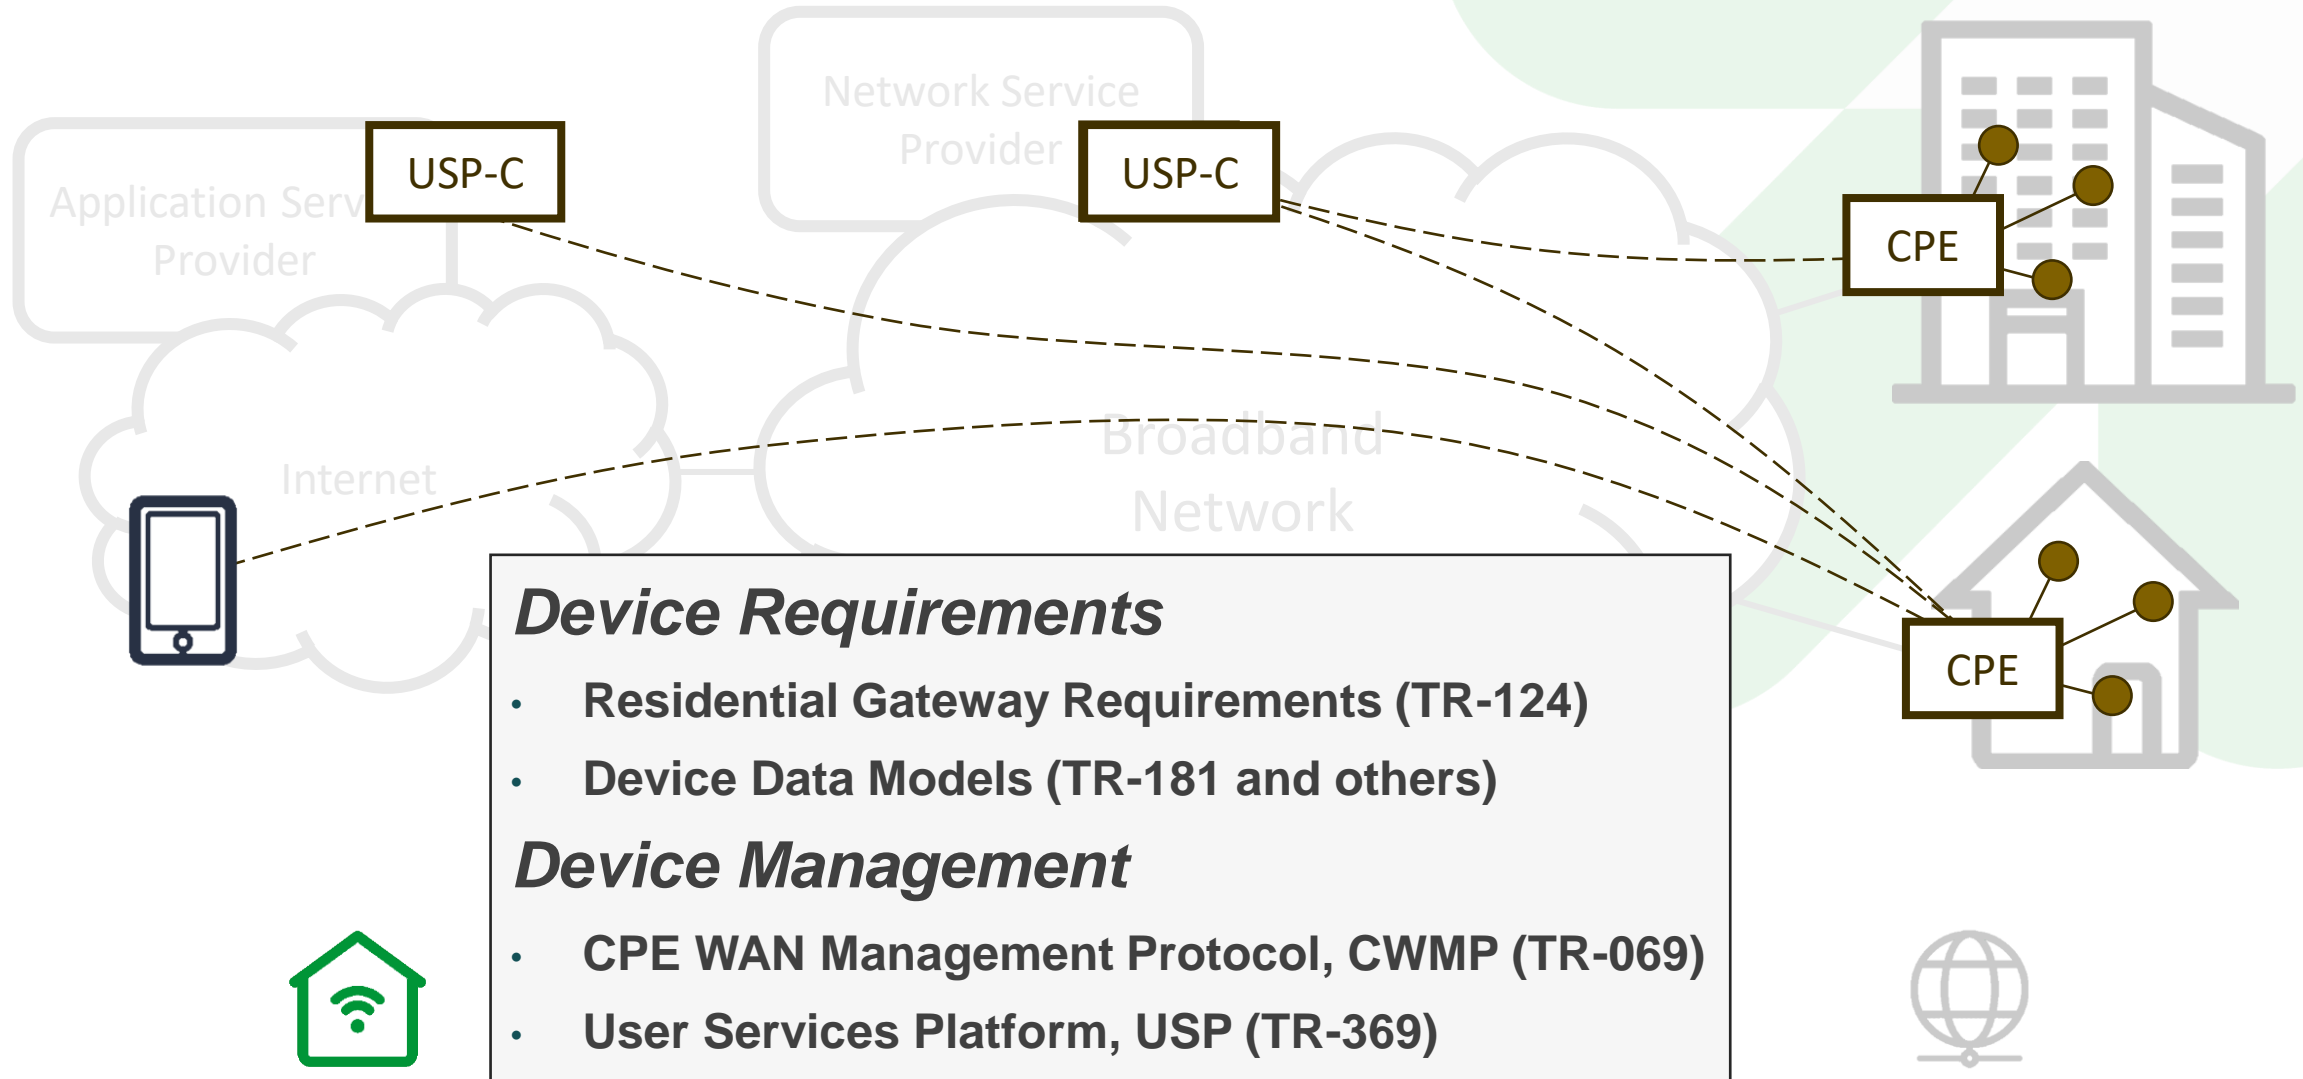 Network Service
Provider
Application Serv
Provider
USP-C
USP-C
CPE
Internet
Broadband
Network
CPE
Device Requirements
• Residential Gateway Requirements (TR-124)
• Device Data Models (TR-181 and others)
Device Management
• CPE WAN Management Protocol, CWMP (TR-069)
• User Services Platform, USP (TR-369)